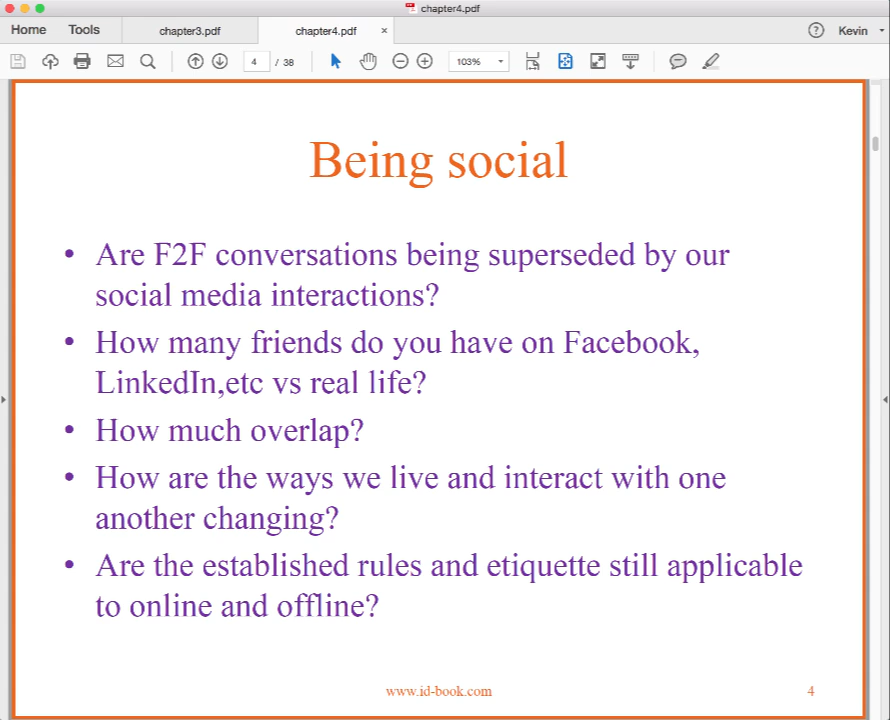 chapter4.pdf
Home Tools chapter3.pdf chapter4.pdf × ? Kevin
4 / 38 103%
Being social
• Are F2F conversations being superseded by our
social media interactions?
• How many friends do you have on Facebook,
LinkedIn,etc vs real life?
• How much overlap?
• How are the ways we live and interact with one
another changing?
• Are the established rules and etiquette still applicable
to online and offline?
www.id-book.com 4